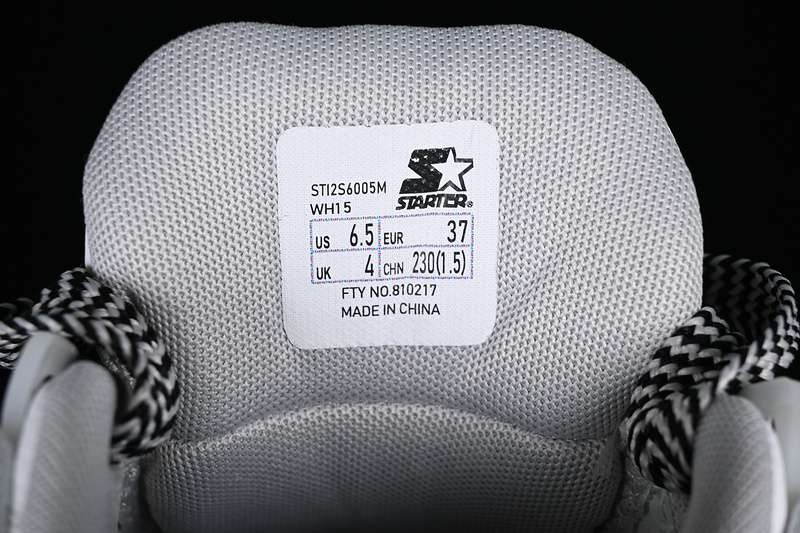 STI2S6005M
WH15
STARTER®
US 6.5 EUR 37
UK 4 CHN 230(1.5)
FTY NO.810217
MADE IN CHINA